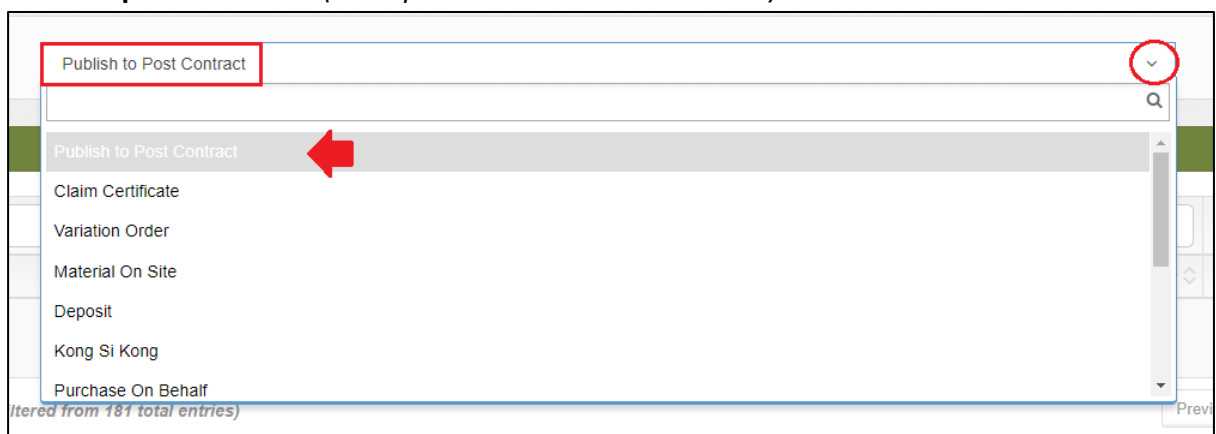 Publish to Post Contract
Publish to Post Contract
Claim Certificate
Variation Order
Material On Site
Deposit
Kong Si Kong
Purchase On Behalf
ltered from 181 total entries)
Previ